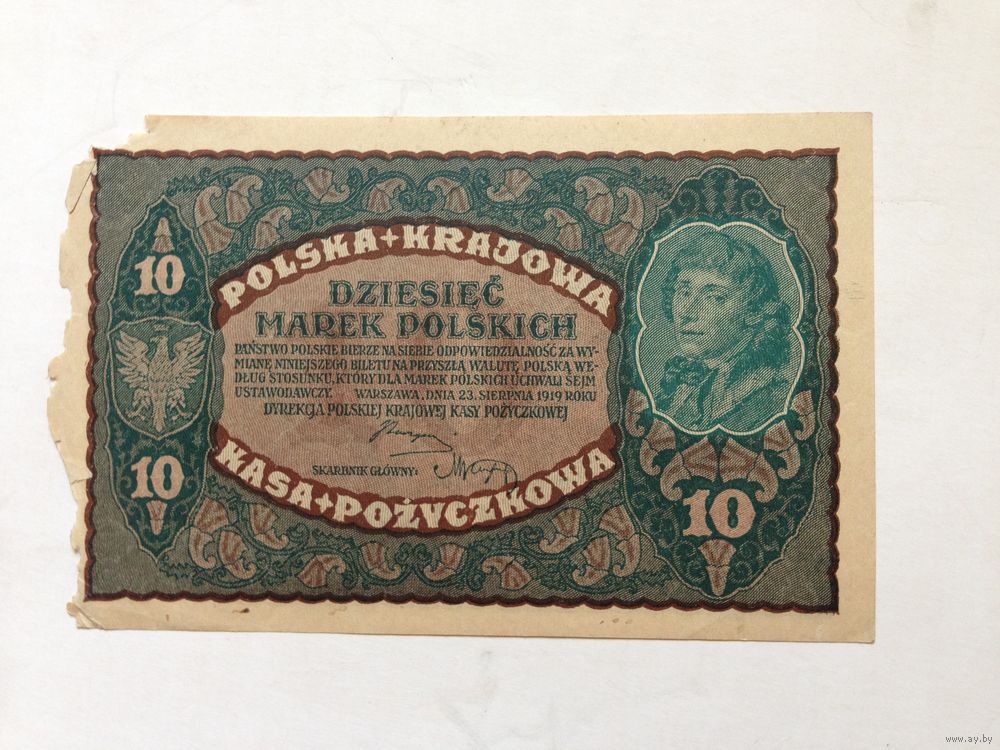 POLSKA+KRAJOWA
10
DZIESIĘĆ
MAREK POLSKICH
PAŃSTWO POLSKIE BIERZE NA SIEBIE ODPOWIEDZIALNOŚĆ ZA WY-
MIANĘ NINIEJSZEGO BILETU NA PRZYSZŁĄ WALUTĘ POLSKĄ WE-
DŁUG STOSUNKU, KTÓRY DLA MAREK POLSKICH UCHWALI SEJM
USTAWODAWCZY. WARSZAWA, DNIA 23. SIERPNIA 1919 ROKU
DYREKCJA POLSKIEJ KRAJOWEJ KASY POŻYCZKOWEJ
SKARBNIK GŁÓWNY:
10
KASA+POŻYCZKOWA
10
www.ay.by